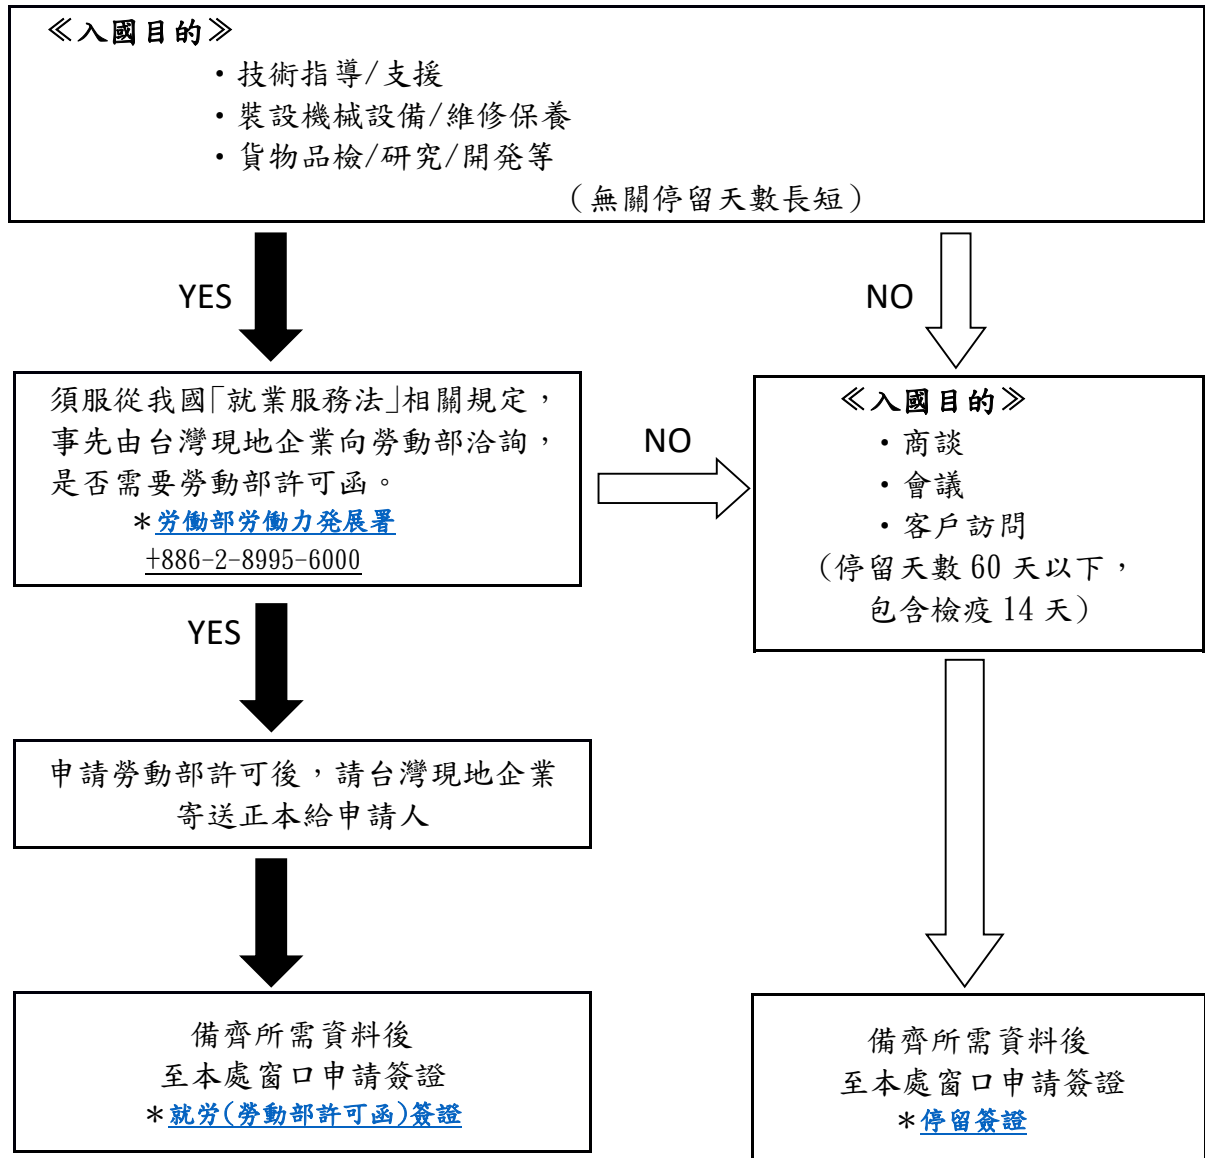 ≪入國目的≫
・技術指導/支援
・裝設機械設備/維修保養
・貨物品檢/研究/開発等
（無關停留天數長短）
YES
NO
須服從我國「就業服務法」相關規定，
事先由台灣現地企業向勞動部洽詢，
是否需要勞動部許可函。
＊労働部労働力発展署
+886-2-8995-6000
NO
≪入國目的≫
・商談
・會議
・客戶訪問
（停留天數 60 天以下，
包含檢疫 14 天）
YES
申請勞動部許可後，請台灣現地企業
寄送正本給申請人
備齊所需資料後
至本處窗口申請簽證
＊就労(勞動部許可函)簽證
備齊所需資料後
至本處窗口申請簽證
＊停留簽證